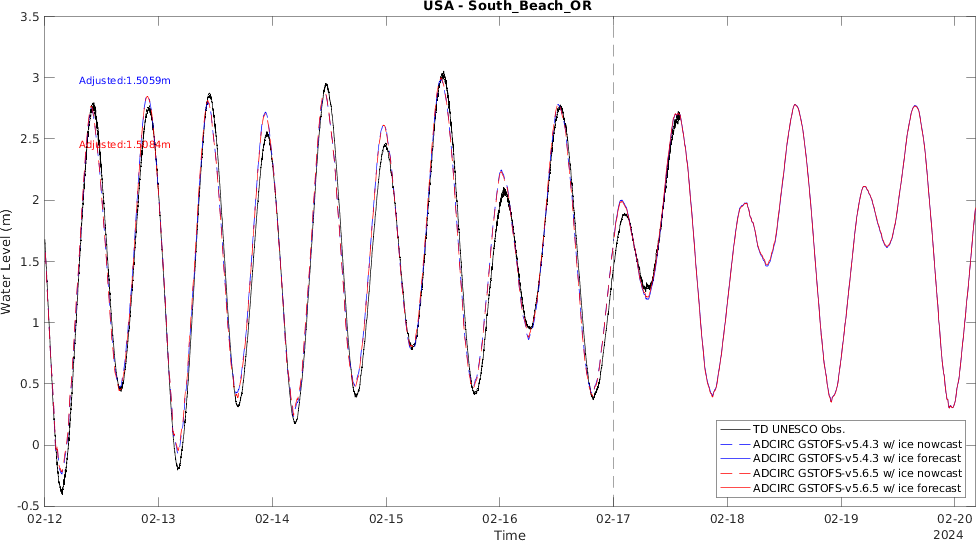 USA - South_Beach_OR
3.5
3
2.5
2
1.5
1
0.5
0
-0.5
Water Level (m)
Adjusted:1.5059m
Adjusted:1.5084m
TD UNESCO Obs.
ADCIRC GSTOFS-v5.4.3 w/ ice nowcast
ADCIRC GSTOFS-v5.4.3 w/ ice forecast
ADCIRC GSTOFS-v5.6.5 w/ ice nowcast
ADCIRC GSTOFS-v5.6.5 w/ ice forecast
02-12 02-13 02-14 02-15 02-16 02-17 02-18 02-19 02-20
Time 2024